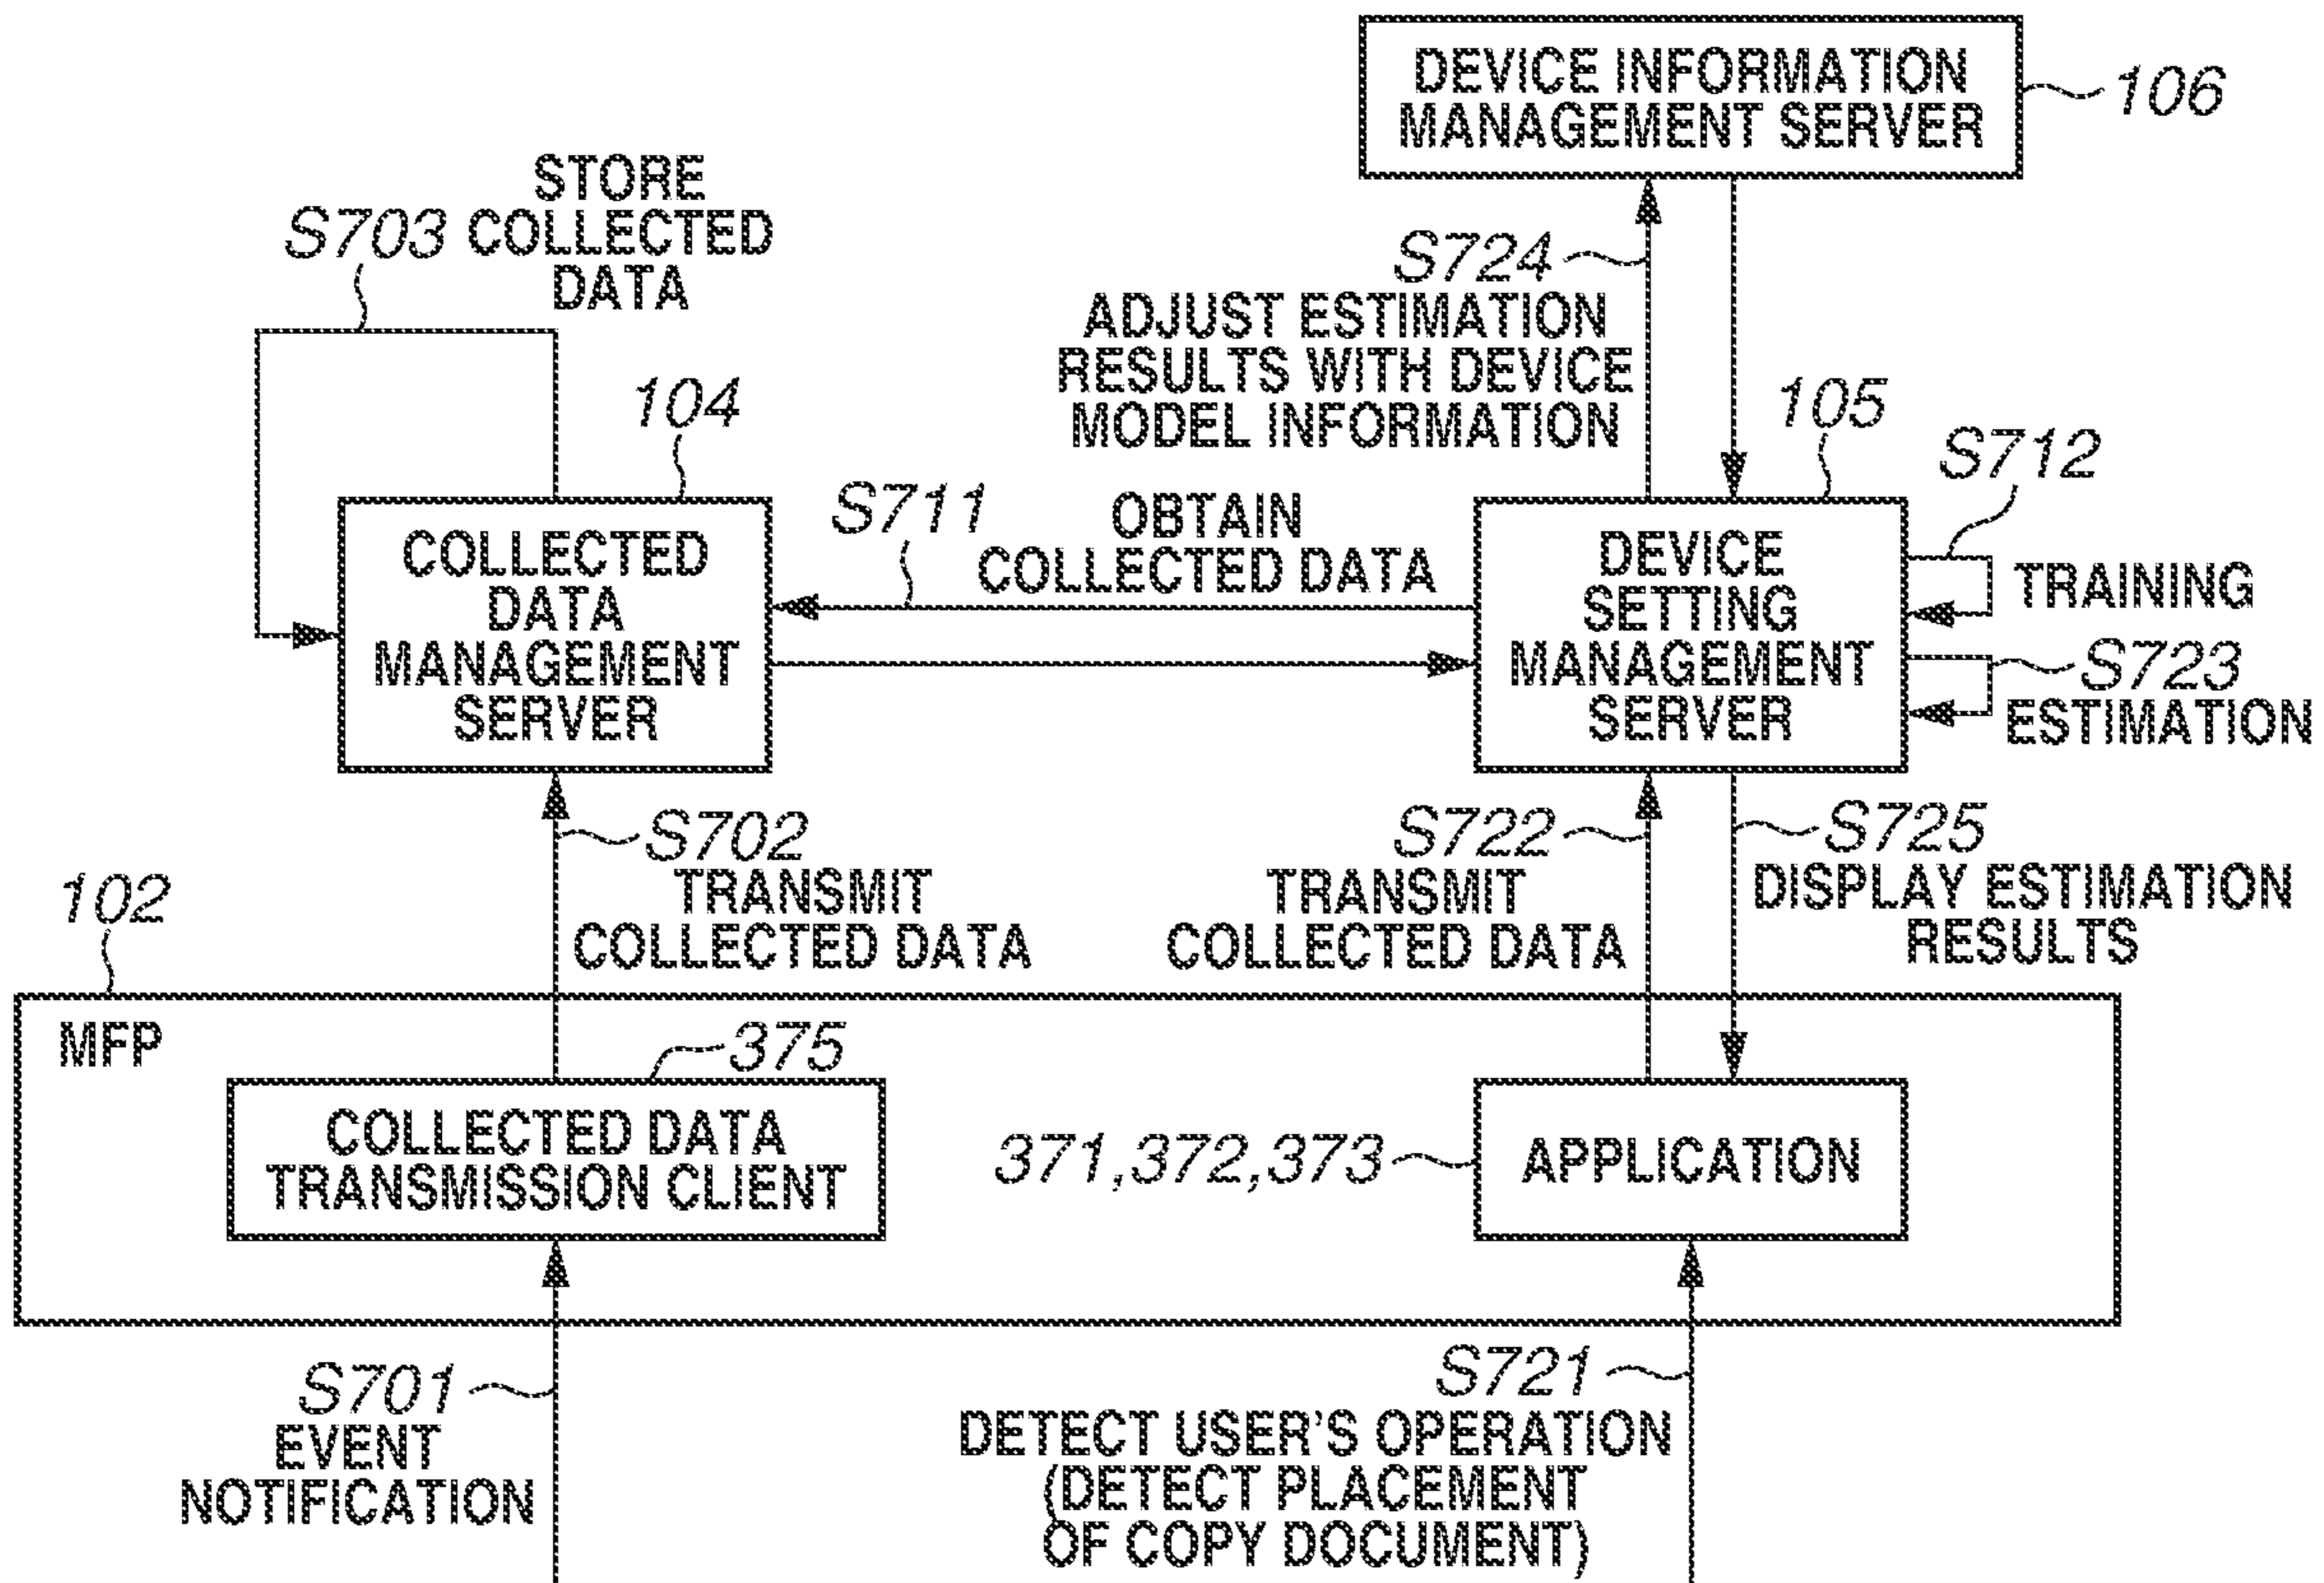 DEVICE INFORMATION
MANAGEMENT SERVER
106
STORE
S703 COLLECTED
DATA
S724
ADJUST ESTIMATION
RESULTS WITH DEVICE
MODEL INFORMATION
104
105
S712
S711
OBTAIN
COLLECTED DATA
COLLECTED
DATA
MANAGEMENT
SERVER
DEVICE
SETTING
MANAGEMENT
SERVER
TRAINING
S723
ESTIMATION
S702
TRANSMIT
COLLECTED DATA
S722
TRANSMIT
COLLECTED DATA
S725
DISPLAY ESTIMATION
RESULTS
102
MFP
375
COLLECTED DATA
TRANSMISSION CLIENT
371,372,373
APPLICATION
S701
EVENT
NOTIFICATION
S721
DETECT USER'S OPERATION
(DETECT PLACEMENT
OF COPY DOCUMENT)